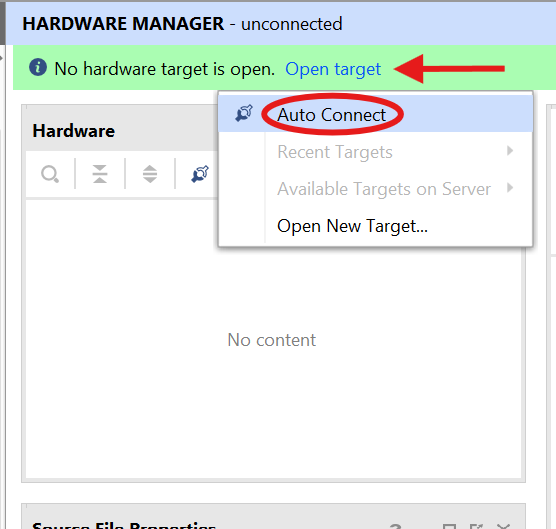 HARDWARE MANAGER - unconnected
No hardware target is open. Open target
Auto Connect
Recent Targets
Available Targets on Server
Open New Target...
Hardware
No content
Source File Properties